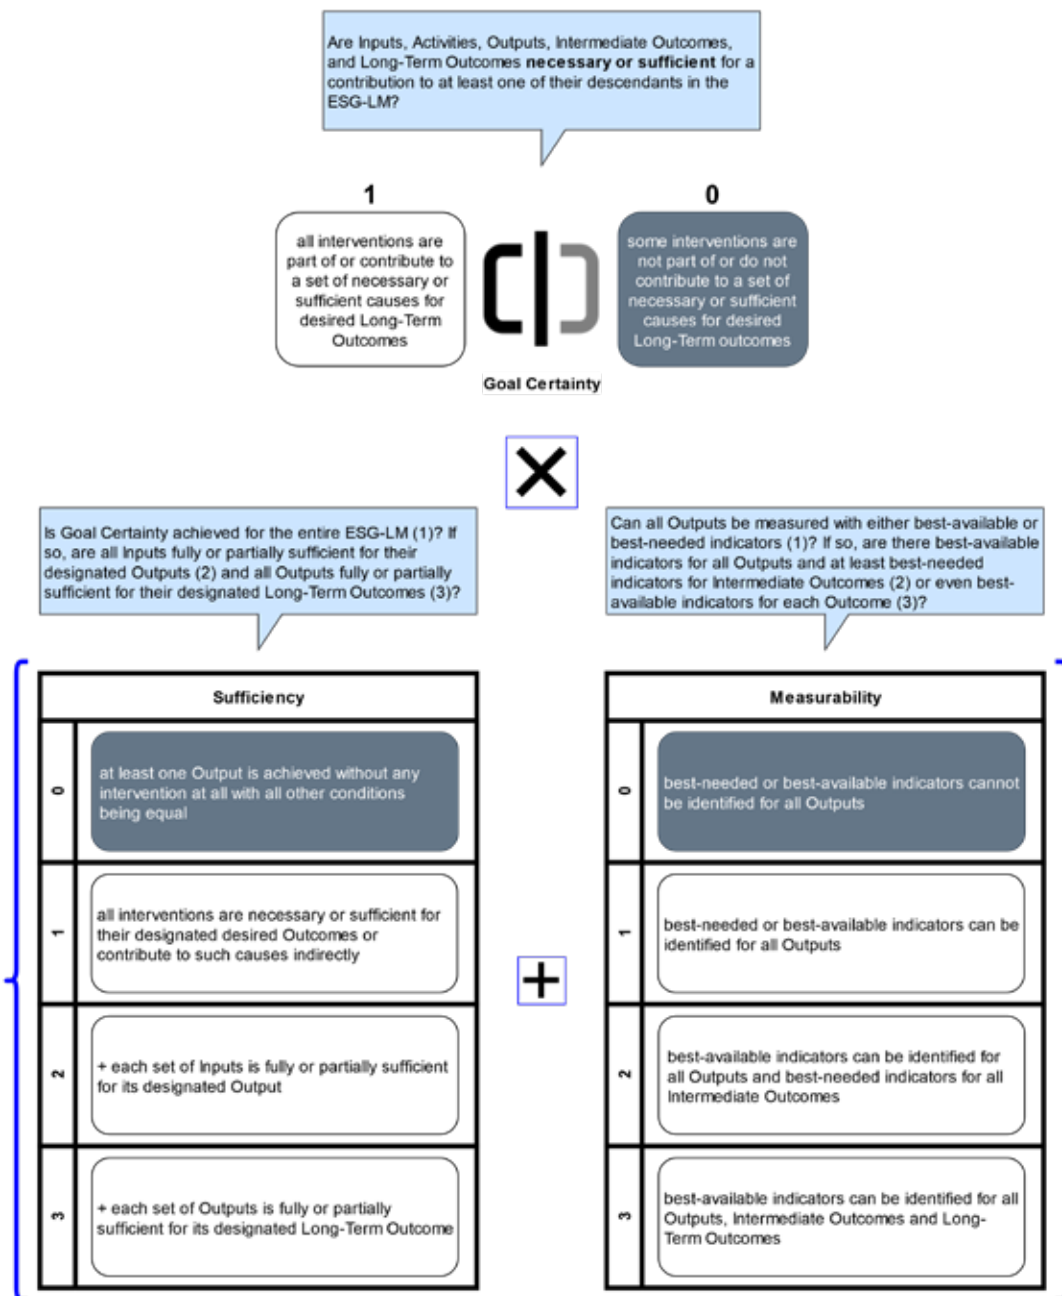 Are Inputs, Activities, Outputs, Intermediate Outcomes,
and Long-Term Outcomes necessary or sufficient for a
contribution to at least one of their descendants in the
ESG-LM?
1
all interventions are
part of or contribute to
a set of necessary or
sufficient causes for
desired Long-Term
Outcomes
0
some interventions are
not part of or do not
contribute to a set of
necessary or sufficient
causes for desired
Long-Term outcomes
Goal Certainty
Is Goal Certainty achieved for the entire ESG-LM (1)? If
so, are all Inputs fully or partially sufficient for their
designated Outputs (2) and all Outputs fully or partially
sufficient for their designated Long-Term Outcomes (3)?
Can all Outputs be measured with either best-available or
best-needed indicators (1)? If so, are there best-available
indicators for all Outputs and at least best-needed
indicators for Intermediate Outcomes (2) or even best-
available indicators for each Outcome (3)?
Sufficiency
0
at least one Output is achieved without any
intervention at all with all other conditions
being equal
1
all interventions are necessary or sufficient for
their designated desired Outcomes or
contribute to such causes indirectly
2
+ each set of Inputs is fully or partially sufficient
for its designated Output
3
+ each set of Outputs is fully or partially
sufficient for its designated Long-Term Outcome
+
Measurability
0
best-needed or best-available indicators cannot
be identified for all Outputs
1
best-needed or best-available indicators can be
identified for all Outputs
2
best-available indicators can be identified for
all Outputs and best-needed indicators for all
Intermediate Outcomes
3
best-available indicators can be identified for all
Outputs, Intermediate Outcomes and Long-
Term Outcomes